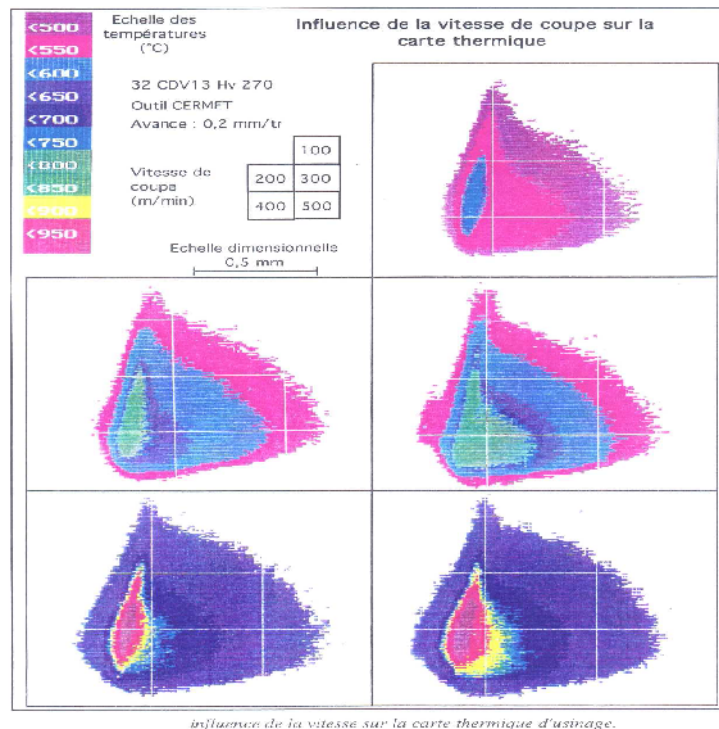 <500
<550
<600
<650
<700
<750
<800
<850
<900
<950
Echelle des
températures
(°C)
Influence de la vitesse de coupe sur la
carte thermique
32 CDV13 Hv 270
Outil CERMET
Avance : 0,2 mm/tr
Vitesse de
coupe
(m/min)
100
200 300
400 500
Echelle dimensionnelle
0,5 mm
influence de la vitesse sur la carte thermique d'usinage.